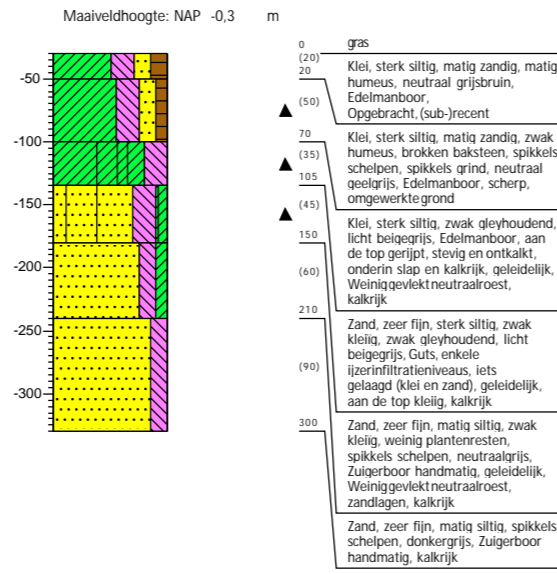 Maaiveldhoogte: NAP -0,3 m
-50
-100
-150
-200
-250
-300
0
(20)
20
(50)
70
(35)
105
(45)
150
(60)
210
(90)
300
gras
Klei, sterk siltig, matig zandig, matig
humeus, neutraal grijsbruin,
Edelmanboor,
Opgebracht, (sub-)recent
Klei, sterk siltig, matig zandig, zwak
humeus, brokken baksteen, spikkels
schelpen, spikkels grind, neutraal
geelgrijs, Edelmanboor, scherp,
omgewerkte grond
Klei, sterk siltig, zwak gleyhoudend,
licht beigegrijs, Edelmanboor, aan
de top gerijpt, stevig en ontkalkt,
onderin slap en kalkrijk, geleidelijk,
Weinig gevlekt neutraalroest,
kalkrijk
Zand, zeer fijn, sterk siltig, zwak
kleiïg, zwak gleyhoudend, licht
beigegrijs, Guts, enkele
ijzerinfiltratieniveaus, iets
gelaagd (klei en zand), geleidelijk,
aan de top kleiig, kalkrijk
Zand, zeer fijn, matig siltig, zwak
kleiïg, weinig plantenresten,
spikkels schelpen, neutraalgrijs,
Zuigerboor handmatig, geleidelijk,
Weinig gevlekt neutraalroest,
zandlagen, kalkrijk
Zand, zeer fijn, matig siltig, spikkels
schelpen, donkergrijs, Zuigerboor
handmatig, kalkrijk